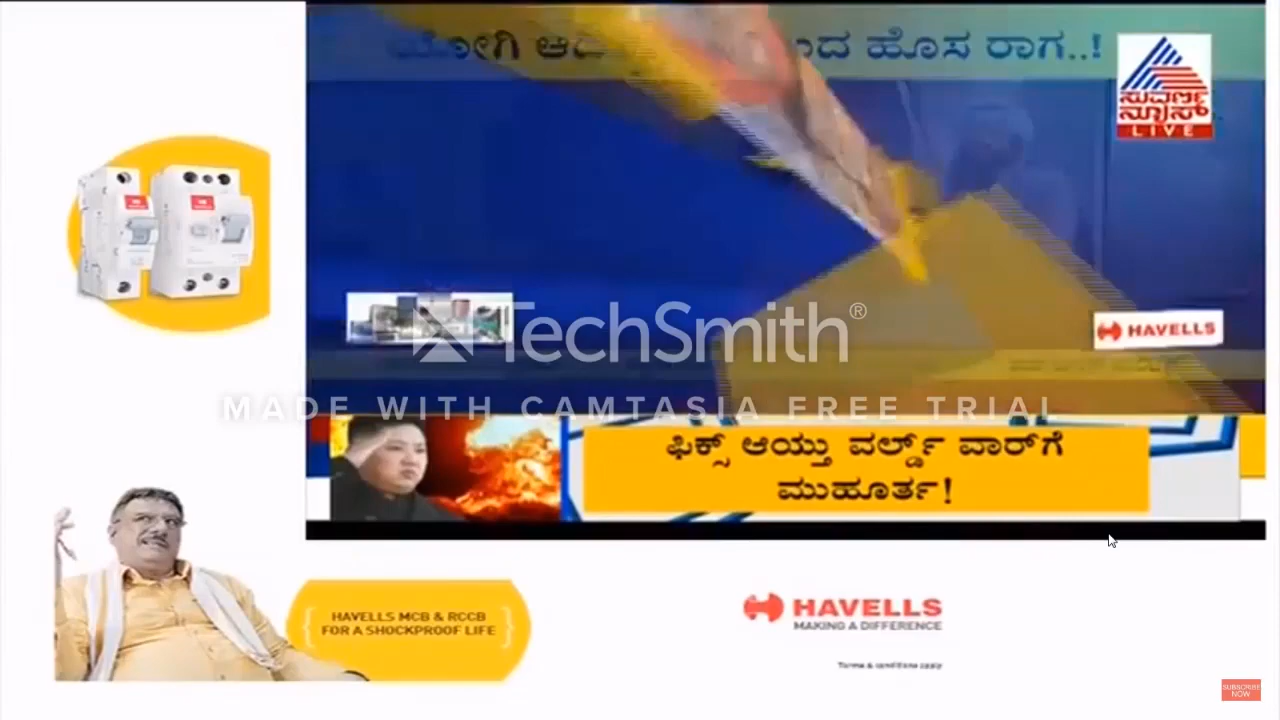 ಹೊಸ ರಾಗ..!
ಸುವರ್ಣ
ನ್ಯೂಸ್
LIVE
HAVELLS
TechSmith®
MADE WITH CAMTASIA FREE TRIAL
ಫಿಕ್ಸ್ ಆಯ್ತು ವರ್ಲ್ಡ್ ವಾರ್‌ಗೆ
ಮುಹೂರ್ತ!
HAVELLS MCB & RCCB
FOR A SHOCKPROOF LIFE
HAVELLS
MAKING A DIFFERENCE
Terms & conditions apply
SUBSCRIBE
NOW